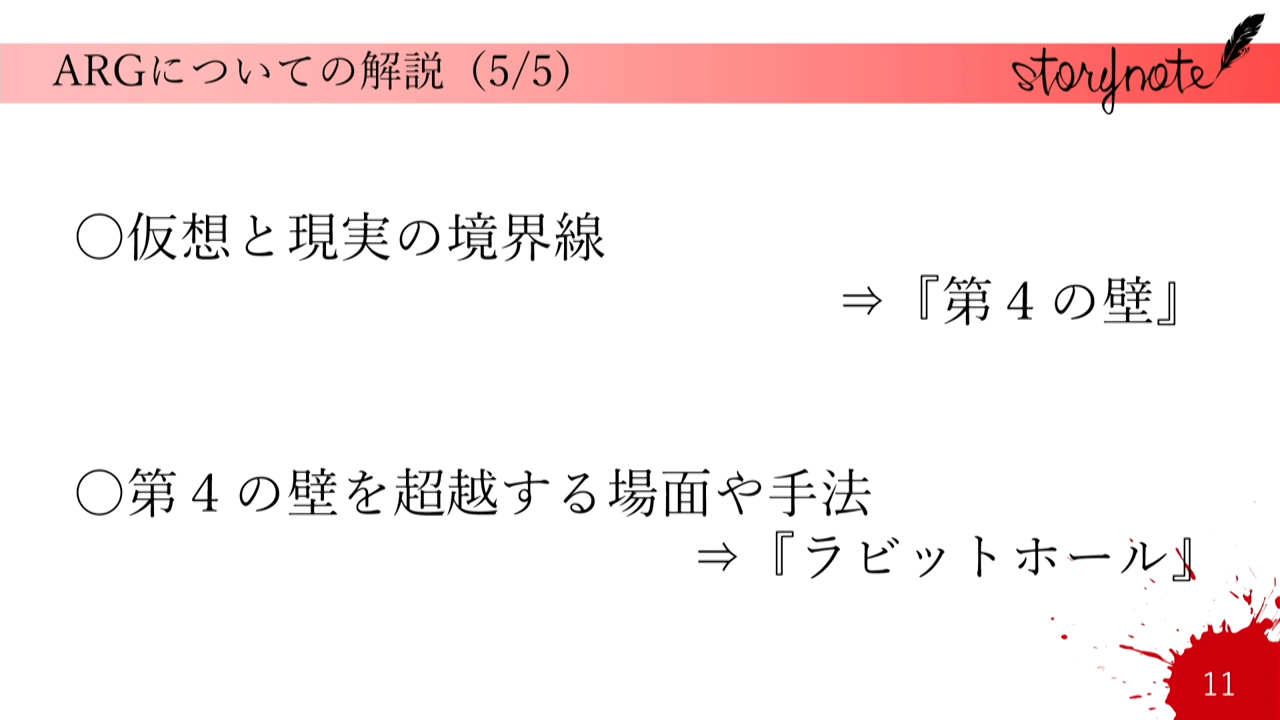 ARGについての解説（5/5）
storynote
〇仮想と現実の境界線
⇒『第４の壁』
〇第４の壁を超越する場面や手法
⇒『ラビットホール』
11